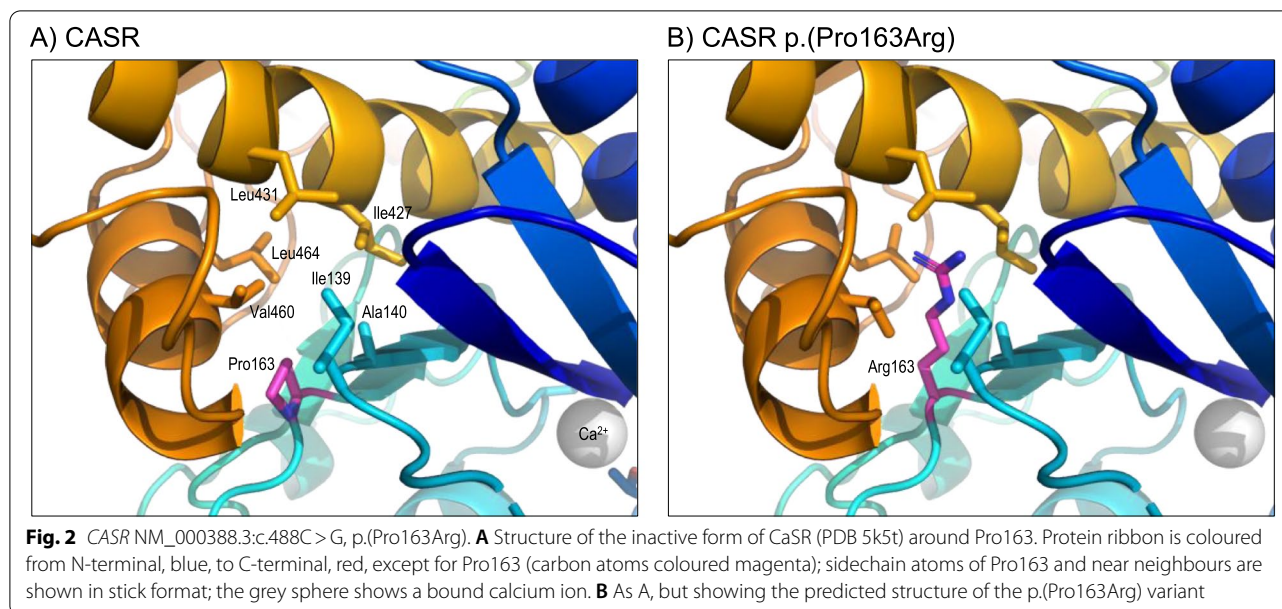 A) CASR
B) CASR p.(Pro163Arg)
Leu431
Ile427
Leu464
Ile139
Val460
Ala140
Pro163
Ca²⁺
Arg163
Fig. 2 CASR NM_000388.3:c.488C > G, p.(Pro163Arg). A Structure of the inactive form of CaSR (PDB 5k5t) around Pro163. Protein ribbon is coloured
from N-terminal, blue, to C-terminal, red, except for Pro163 (carbon atoms coloured magenta); sidechain atoms of Pro163 and near neighbours are
shown in stick format; the grey sphere shows a bound calcium ion. B As A, but showing the predicted structure of the p.(Pro163Arg) variant